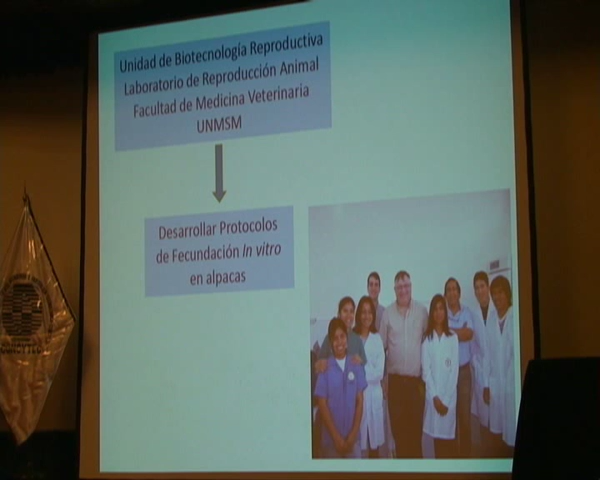 Unidad de Biotecnología Reproductiva
Laboratorio de Reproducción Animal
Facultad de Medicina Veterinaria
UNMSM
Desarrollar Protocolos
de Fecundación In vitro
en alpacas